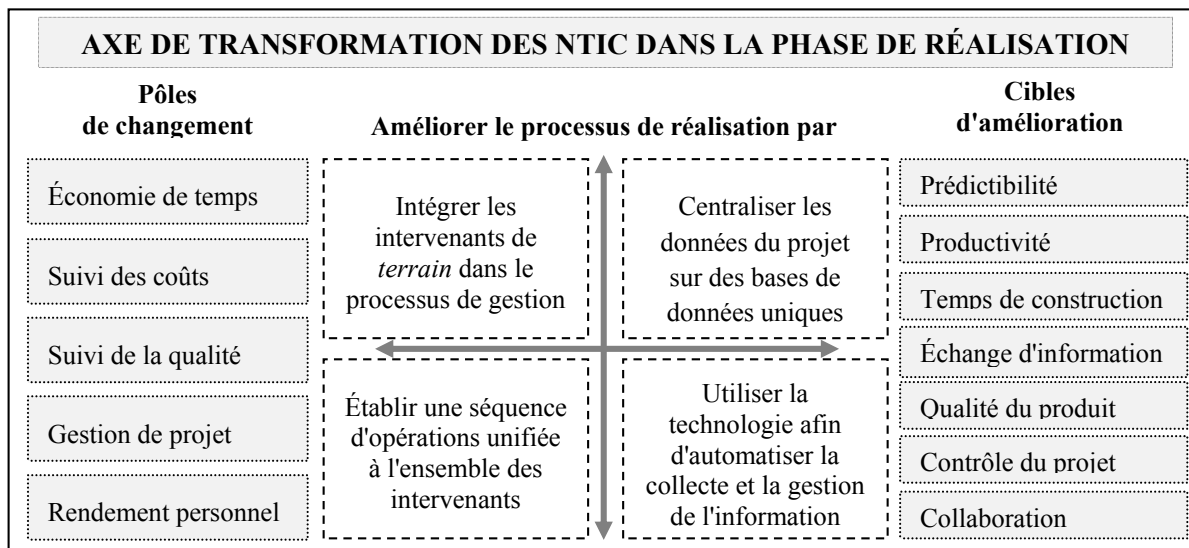 AXE DE TRANSFORMATION DES NTIC DANS LA PHASE DE RÉALISATION
Pôles
de changement
Économie de temps
Suivi des coûts
Suivi de la qualité
Gestion de projet
Rendement personnel
Améliorer le processus de réalisation par
Intégrer les
intervenants de
terrain dans le
processus de gestion
Centraliser les
données du projet
sur des bases de
données uniques
Établir une séquence
d'opérations unifiée
à l'ensemble des
intervenants
Utiliser la
technologie afin
d'automatiser la
collecte et la gestion
de l'information
Cibles
d'amélioration
Prédictibilité
Productivité
Temps de construction
Échange d'information
Qualité du produit
Contrôle du projet
Collaboration